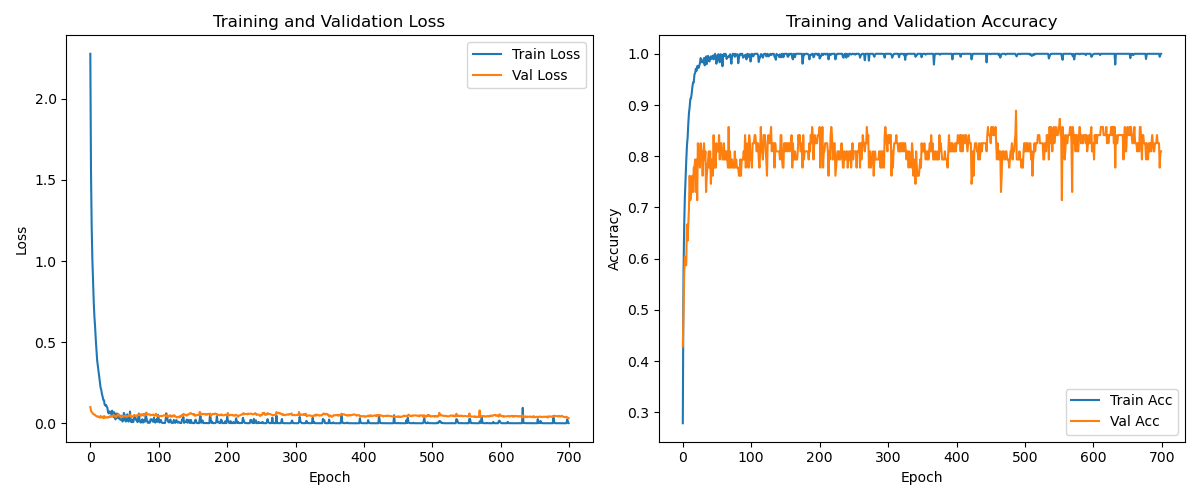 Training and Validation Loss
Train Loss
Val Loss
Loss
2.0
1.5
1.0
0.5
0.0
0 100 200 300 400 500 600 700
Epoch
Training and Validation Accuracy
Accuracy
1.0
0.9
0.8
0.7
0.6
0.5
0.4
0.3
Train Acc
Val Acc
0 100 200 300 400 500 600 700
Epoch